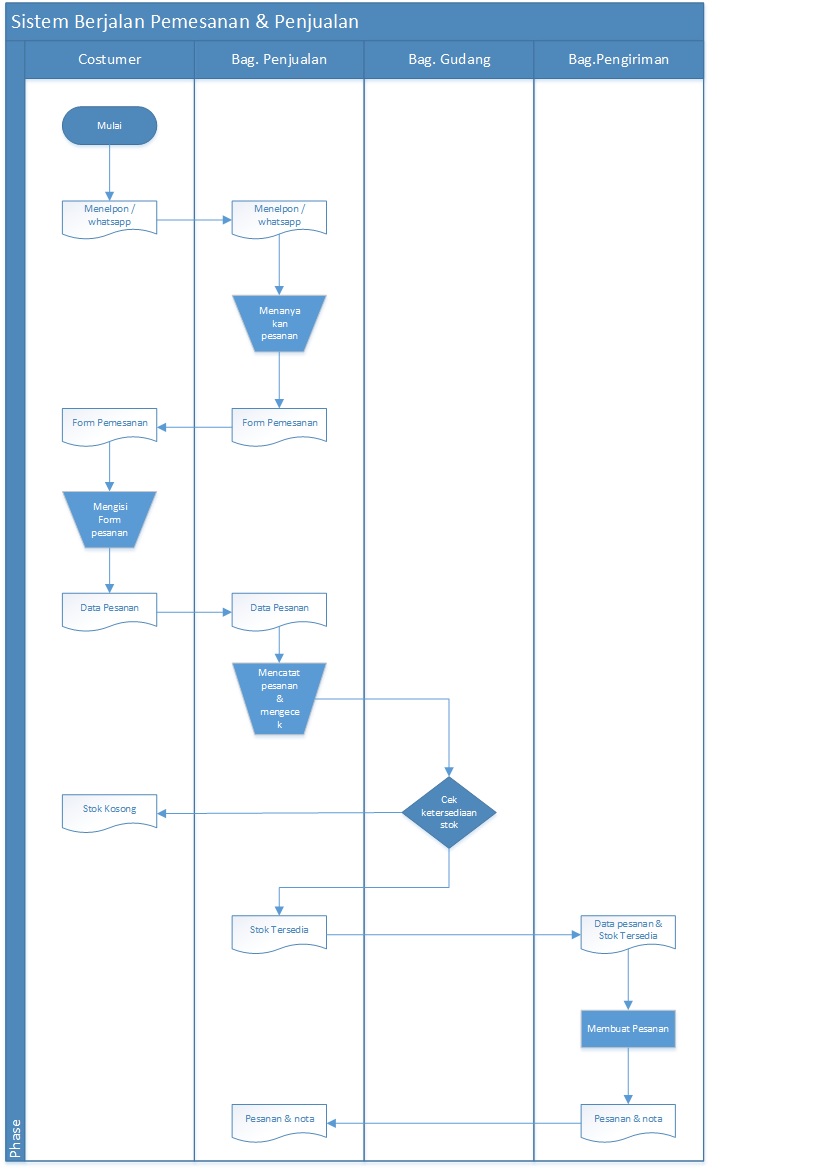 Sistem Berjalan Pemesanan & Penjualan
Costumer
Bag. Penjualan
Bag. Gudang
Bag.Pengiriman
Mulai
Menelpon /
whatsapp
Menelpon /
whatsapp
Menanya
kan
pesanan
Form Pemesanan
Form Pemesanan
Mengisi
Form
pesanan
Data Pesanan
Data Pesanan
Mencatat
pesanan
&
mengece
k
Cek
ketersediaan
stok
Stok Kosong
Stok Tersedia
Data pesanan &
Stok Tersedia
Membuat Pesanan
Pesanan & nota
Pesanan & nota
Phase